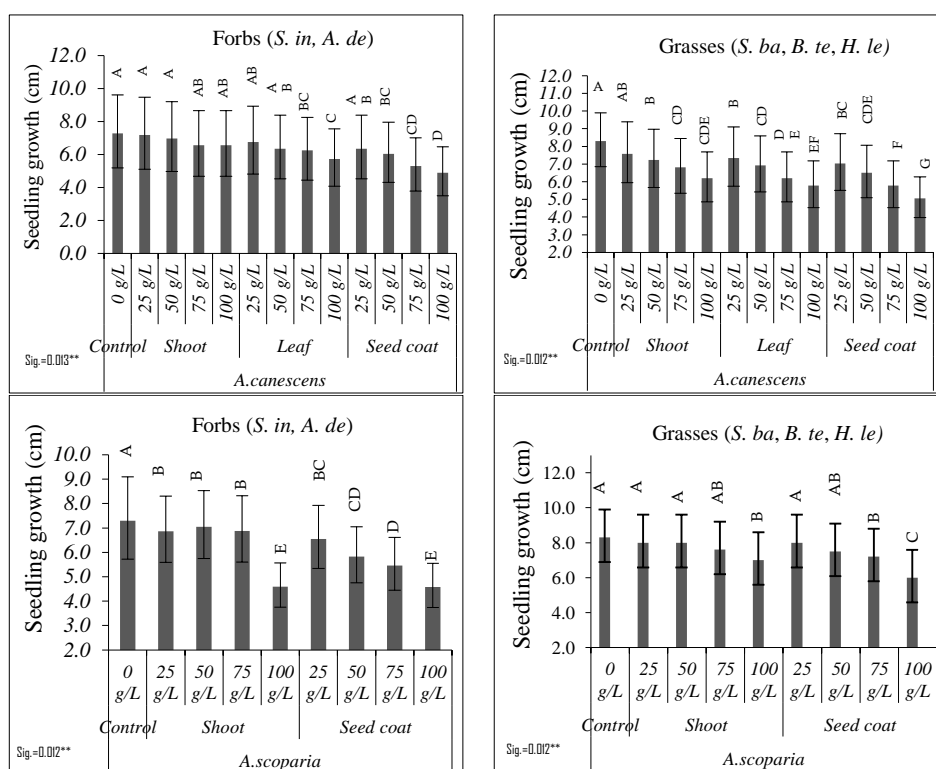 Forbs (S. in, A. de)
Seedling growth (cm)
12.0
10.0
8.0
6.0
4.0
2.0
0.0
A A A AB AB AB A B BC C A B BC CD D
0 g/L 25 g/L 50 g/L 75 g/L 100 g/L 25 g/L 50 g/L 75 g/L 100 g/L 25 g/L 50 g/L 75 g/L 100 g/L
Control Shoot Leaf Seed coat
Sig.=0.013**
A.canescens
Grasses (S. ba, B. te, H. le)
Seedling growth (cm)
12.0
11.0
10.0
9.0
8.0
7.0
6.0
5.0
4.0
3.0
2.0
A AB B CD CDE B CD D E EF BC CDE F G
0 g/L 25 g/L 50 g/L 75 g/L 100 g/L 25 g/L 50 g/L 75 g/L 100 g/L 25 g/L 50 g/L 75 g/L 100 g/L
Control Shoot Leaf Seed coat
Sig.=0.012**
A.canescens
Forbs (S. in, A. de)
Seedling growth (cm)
10.0
9.0
8.0
7.0
6.0
5.0
4.0
3.0
2.0
A B B B E BC CD D E
0 25 50 75 100 25 50 75 100
g/L g/L g/L g/L g/L g/L g/L g/L g/L
Control Shoot Seed coat
Sig.=0.012**
A.scoparia
Grasses (S. ba, B. te, H. le)
Seedling growth (cm)
12.0
10.0
8.0
6.0
4.0
2.0
A A A AB B A AB B C
0 25 50 75 100 25 50 75 100
g/L g/L g/L g/L g/L g/L g/L g/L g/L
Control Shoot Seed coat
Sig.=0.012**
A.scoparia